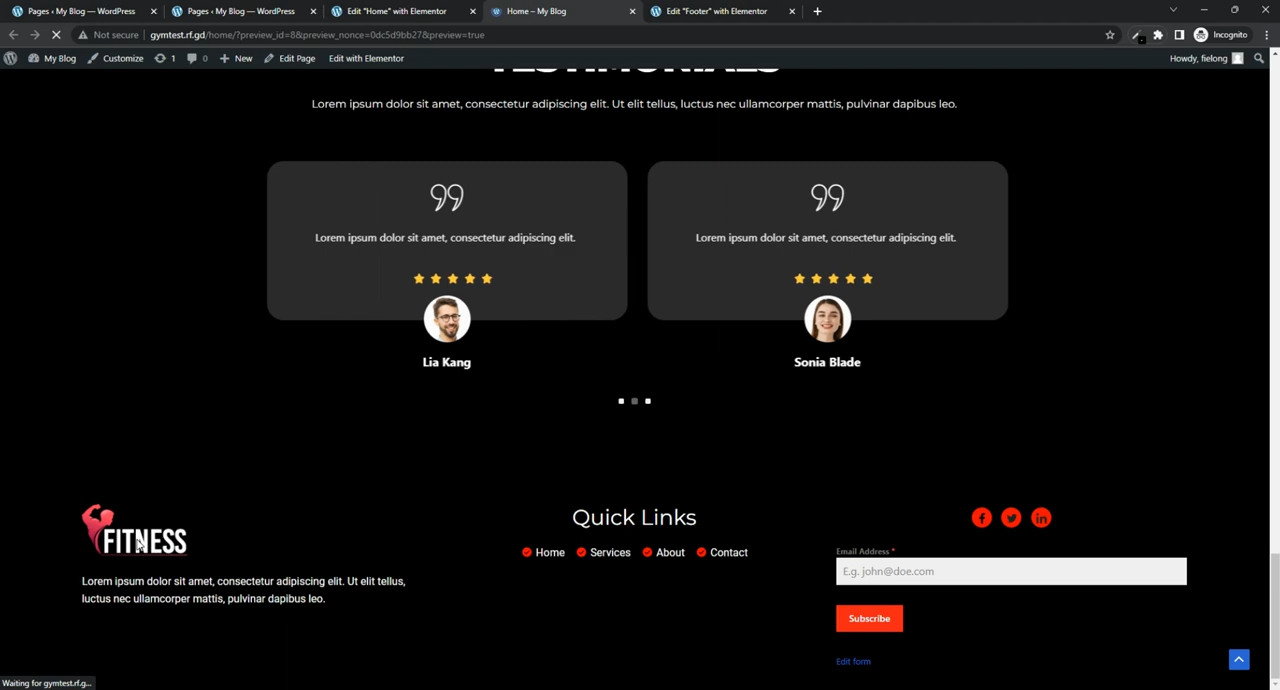 Pages ‹ My Blog — WordPress
Pages ‹ My Blog — WordPress
Edit "Home" with Elementor
Home – My Blog
Edit "Footer" with Elementor
Not secure
gymtest.rf.gd/home/?preview_id=8&preview_nonce=0dc5d9bb27&preview=true
Incognito
My Blog
Customize
1
0
New
Edit Page
Edit with Elementor
Howdy, fielong
TESTIMONIALS
Lorem ipsum dolor sit amet, consectetur adipiscing elit. Ut elit tellus, luctus nec ullamcorper mattis, pulvinar dapibus leo.
Lorem ipsum dolor sit amet, consectetur adipiscing elit.
Lia Kang
Lorem ipsum dolor sit amet, consectetur adipiscing elit.
Sonia Blade
FITNESS
Lorem ipsum dolor sit amet, consectetur adipiscing elit. Ut elit tellus,
luctus nec ullamcorper mattis, pulvinar dapibus leo.
Quick Links
Home
Services
About
Contact
Email Address *
E.g. john@doe.com
Subscribe
Edit form
Waiting for gymtest.rf.g...